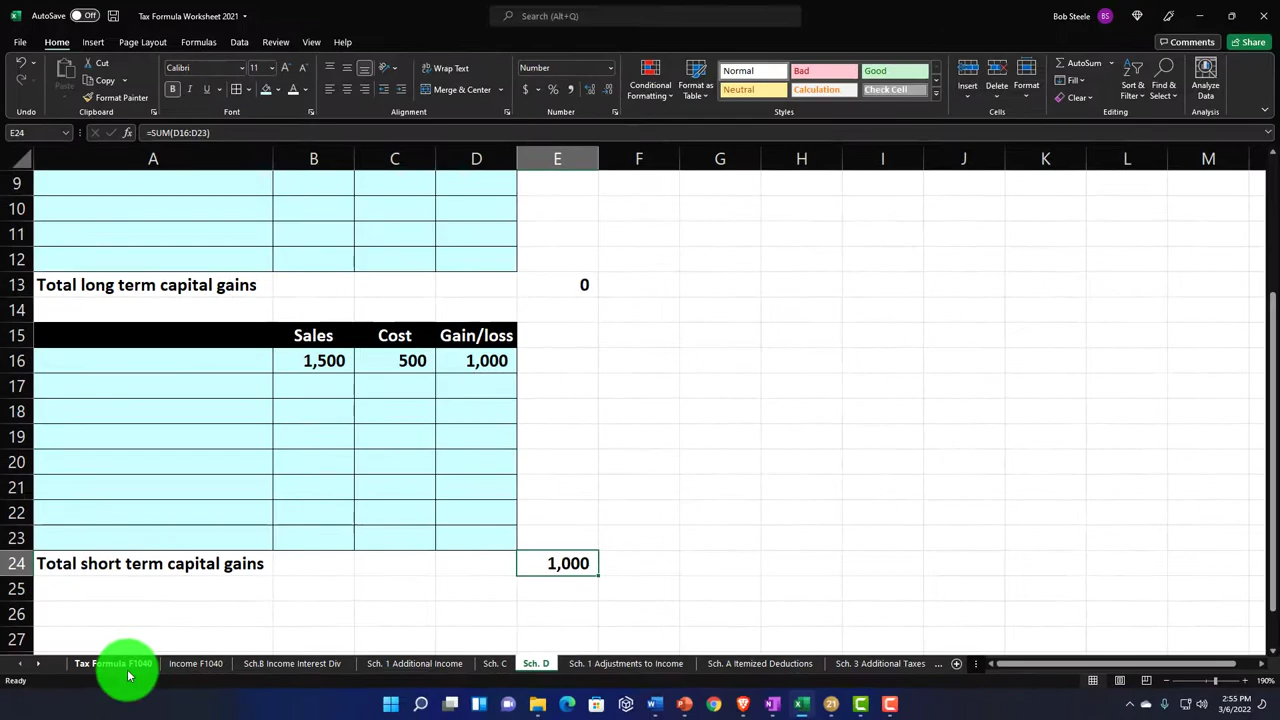 AutoSave Off Tax Formula Worksheet 2021 Search (Alt+Q) Bob Steele BS
File Home Insert Page Layout Formulas Data Review View Help Comments Share
Cut
Copy
Format Painter
Paste
Calibri 11
Wrap Text
Merge & Center
Number
Conditional Formatting
Format as Table
Normal Bad Good
Neutral Calculation Check Cell
Insert Delete Format
AutoSum
Fill
Clear
Sort & Filter
Find & Select
Analyze Data
Undo Clipboard Font Alignment Number Styles Cells Editing Analysis
E24 fx =SUM(D16:D23)
A B C D E F G H I J K L M
9
10
11
12
13 Total long term capital gains 0
14
15 Sales Cost Gain/loss
16 1,500 500 1,000
17
18
19
20
21
22
23
24 Total short term capital gains 1,000
25
26
27
Tax Formula F1040 Income F1040 Sch.B Income Interest Div Sch. 1 Additional Income Sch. C Sch. D Sch. 1 Adjustments to Income Sch. A Itemized Deductions Sch. 3 Additional Taxes ...
Ready 190%
2:55 PM
3/6/2022